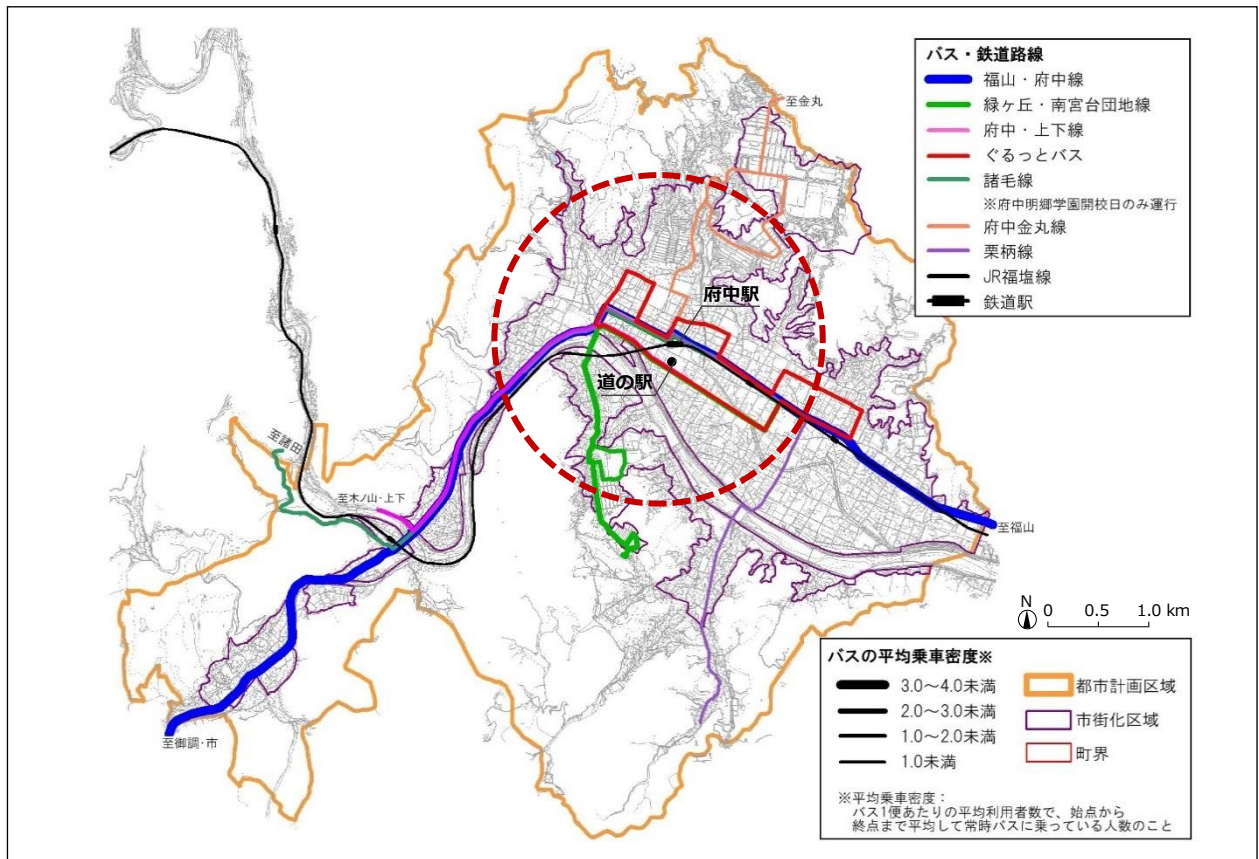 バス・鉄道路線
福山・府中線
緑ヶ丘・南宮台団地線
府中・上下線
ぐるっとバス
諸毛線
※府中明郷学園開校日のみ運行
府中金丸線
栗柄線
JR福塩線
鉄道駅
至金丸
府中駅
道の駅
至諸田
至木ノ山・上下
至福山
至御調・市
N 0 0.5 1.0 km
バスの平均乗車密度※
3.0～4.0未満
2.0～3.0未満
1.0～2.0未満
1.0未満
都市計画区域
市街化区域
町界
※平均乗車密度：
バス1便あたりの平均利用者数で、始点から
終点まで平均して常時バスに乗っている人数のこと